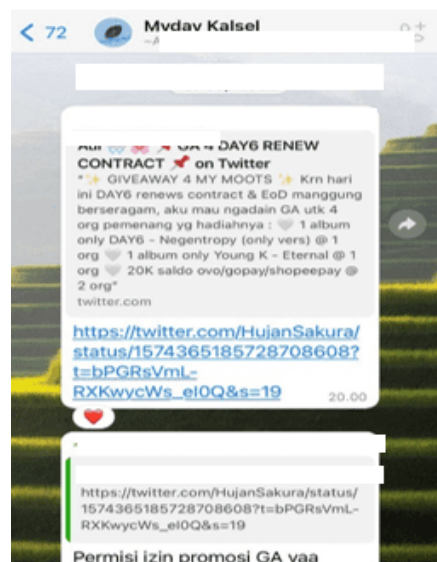 72
Myday Kalsel
GA 4 DAY6 RENEW
CONTRACT 📌 on Twitter
"✨ GIVEAWAY 4 MY MOOTS ✨ Krn hari
ini DAY6 renews contract & EoD manggung
berseragam, aku mau ngadain GA utk 4
org pemenang yg hadiahnya : 🤍 1 album
only DAY6 - Negentropy (only vers) @ 1
org 🤍 1 album only Young K - Eternal @ 1
org 🤍 20K saldo ovo/gopay/shopeepay @
2 org"
twitter.com
https://twitter.com/HujanSakura/
status/1574365185728708608?
t=bPGRsVmL-
RXKwycWs_eI0Q&s=19
20.00
❤️
https://twitter.com/HujanSakura/status/
1574365185728708608?t=bPGRsVmL-
RXKwycWs_eI0Q&s=19
Permisi izin promosi GA yaa